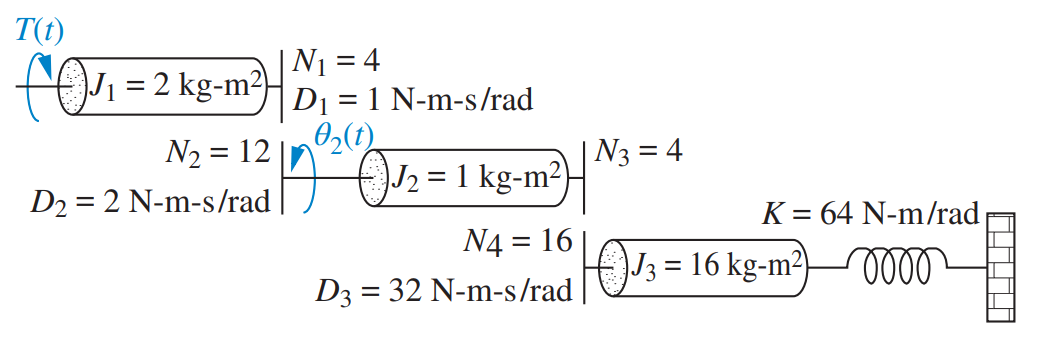 T(t)
J₁ = 2 kg-m²
N₁ = 4
D₁ = 1 N-m-s/rad
N₂ = 12
θ₂(t)
D₂ = 2 N-m-s/rad
J₂ = 1 kg-m²
N₃ = 4
K = 64 N-m/rad
N₄ = 16
D₃ = 32 N-m-s/rad
J₃ = 16 kg-m²